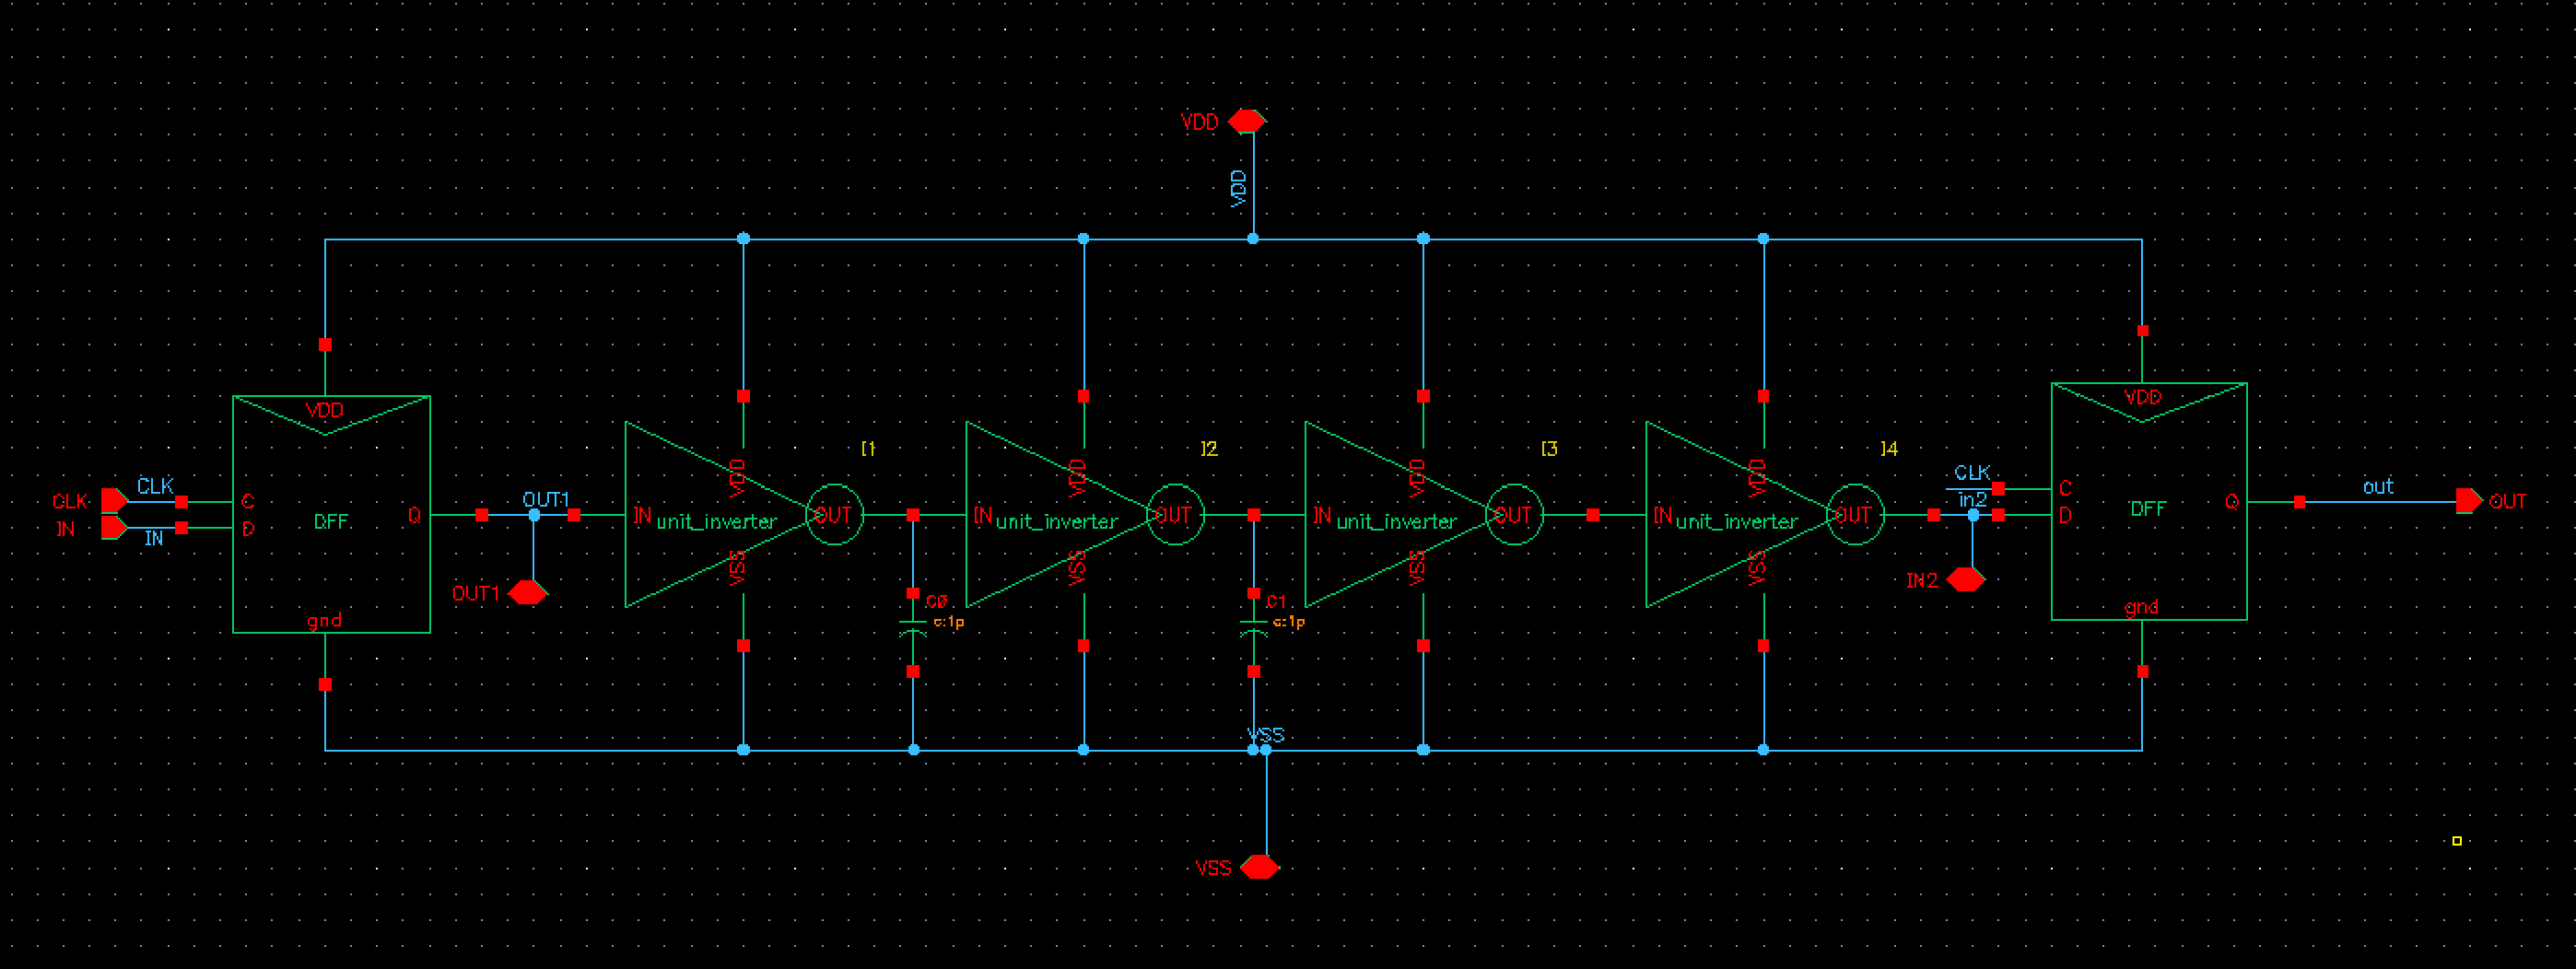 VDD
VDD
I1
I2
I3
I4
VDD
VDD
VDD
VDD
VDD
VDD
CLK
CLK
C
IN
IN
D
DFF
Q
OUT1
OUT1
gnd
IN
unit_inverter
OUT
VSS
C0
c:1p
IN
unit_inverter
OUT
VSS
C1
c:1p
IN
unit_inverter
OUT
VSS
IN
unit_inverter
OUT
VSS
CLK
in2
IN2
C
D
DFF
Q
gnd
out
OUT
VSS
VSS